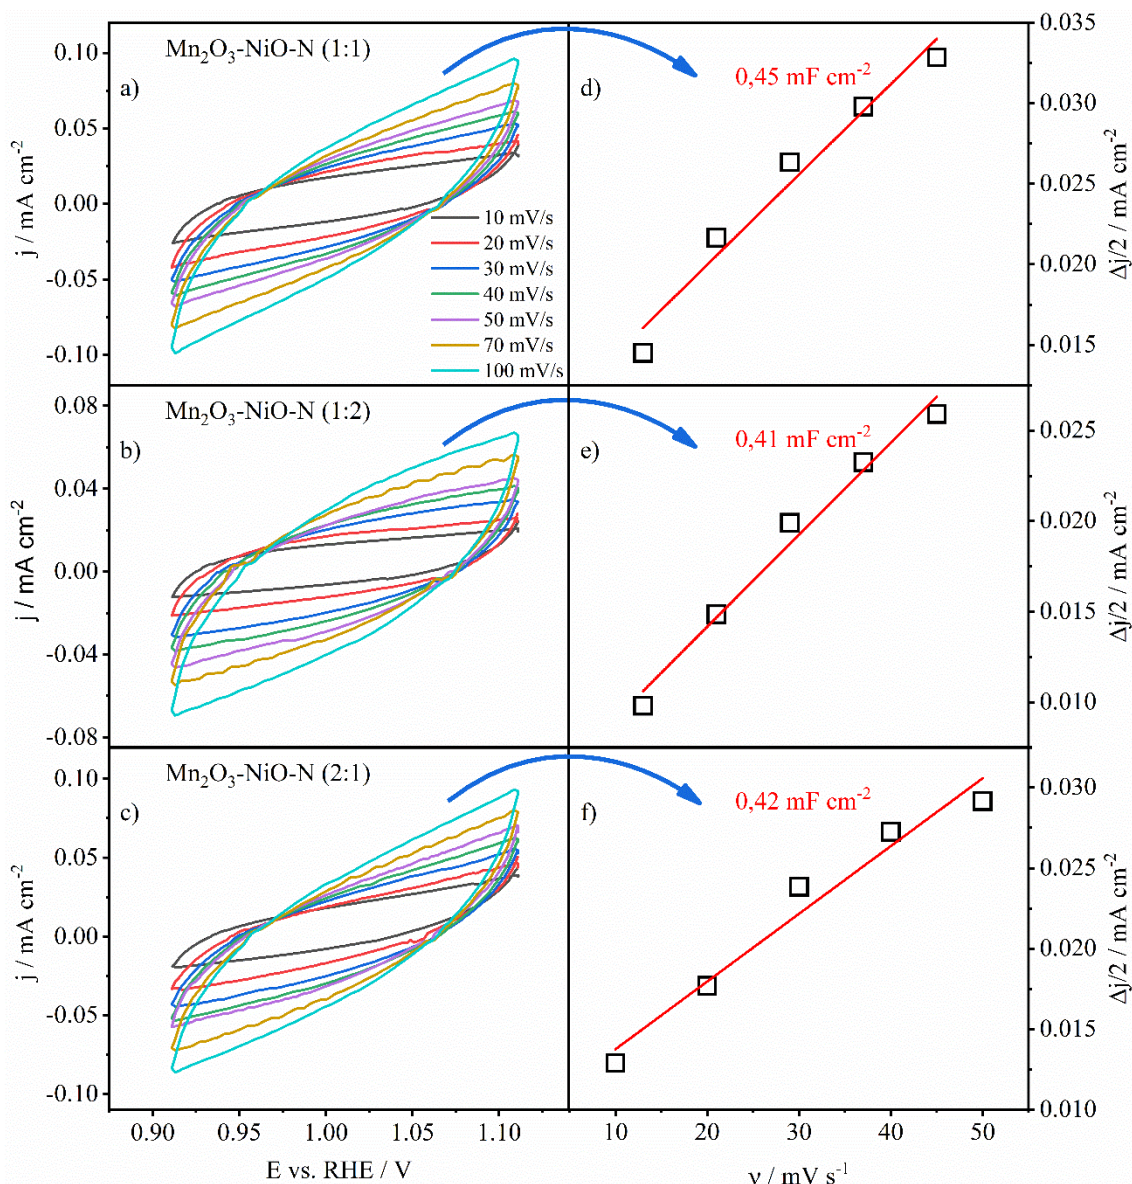 Mn₂O₃-NiO-N (1:1)
a)
j / mA cm⁻²
0.10
0.05
0.00
-0.05
-0.10
10 mV/s
20 mV/s
30 mV/s
40 mV/s
50 mV/s
70 mV/s
100 mV/s
d)
0,45 mF cm⁻²
0.035
0.030
0.025
0.020
0.015
Δj/2 / mA cm⁻²
Mn₂O₃-NiO-N (1:2)
b)
j / mA cm⁻²
0.08
0.04
0.00
-0.04
-0.08
e)
0,41 mF cm⁻²
0.025
0.020
0.015
0.010
Δj/2 / mA cm⁻²
Mn₂O₃-NiO-N (2:1)
c)
j / mA cm⁻²
0.10
0.05
0.00
-0.05
-0.10
0.90 0.95 1.00 1.05 1.10
E vs. RHE / V
f)
0,42 mF cm⁻²
0.030
0.025
0.020
0.015
0.010
Δj/2 / mA cm⁻²
10 20 30 40 50
ν / mV s⁻¹